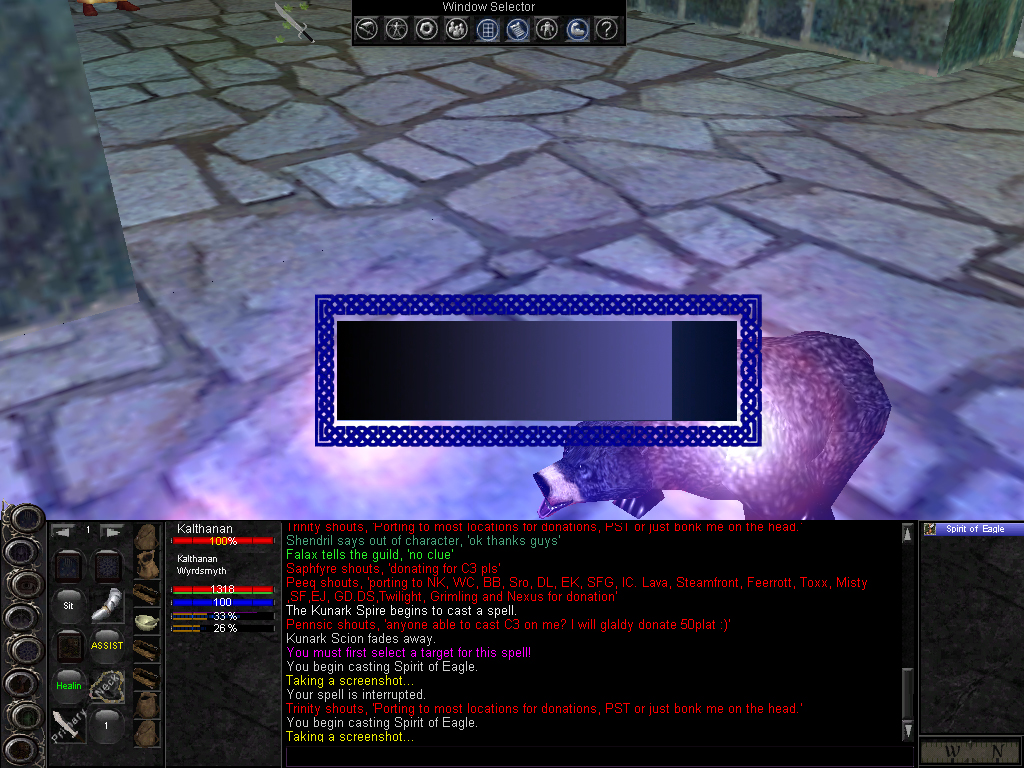 Window Selector
?
1
Sit
ASSIST
Healin
Neck
Primary
1
Kalthanan
100%
Kalthanan
Wyrdsmyth
1318
100
33 %
26 %
Trinity shouts, 'Porting to most locations for donations, PST or just bonk me on the head.'
Shendril says out of character, 'ok thanks guys'
Falax tells the guild, 'no clue'
Saphfyre shouts, 'donating for C3 pls'
Peeq shouts, 'porting to NK, WC, BB, Sro, DL, EK, SFG, IC. Lava, Steamfront, Feerrott, Toxx, Misty
,SF,EJ, GD,DS,Twilight, Grimling and Nexus for donation'
The Kunark Spire begins to cast a spell.
Pennsic shouts, 'anyone able to cast C3 on me? I will glaldy donate 50plat :)'
Kunark Scion fades away.
You must first select a target for this spell!
You begin casting Spirit of Eagle.
Taking a screenshot...
Your spell is interrupted.
Trinity shouts, 'Porting to most locations for donations, PST or just bonk me on the head.'
You begin casting Spirit of Eagle.
Taking a screenshot...
Spirit of Eagle
W N